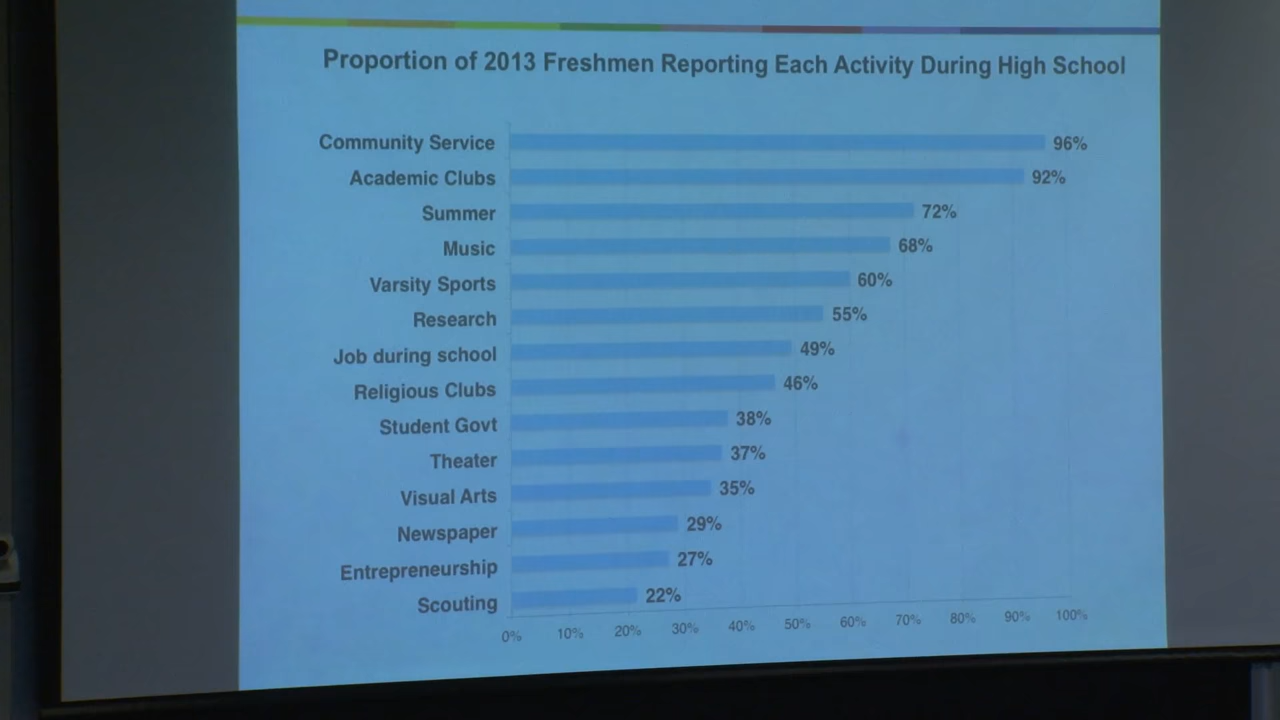 Proportion of 2013 Freshmen Reporting Each Activity During High School
Community Service 96%
Academic Clubs 92%
Summer 72%
Music 68%
Varsity Sports 60%
Research 55%
Job during school 49%
Religious Clubs 46%
Student Govt 38%
Theater 37%
Visual Arts 35%
Newspaper 29%
Entrepreneurship 27%
Scouting 22%
0% 10% 20% 30% 40% 50% 60% 70% 80% 90% 100%